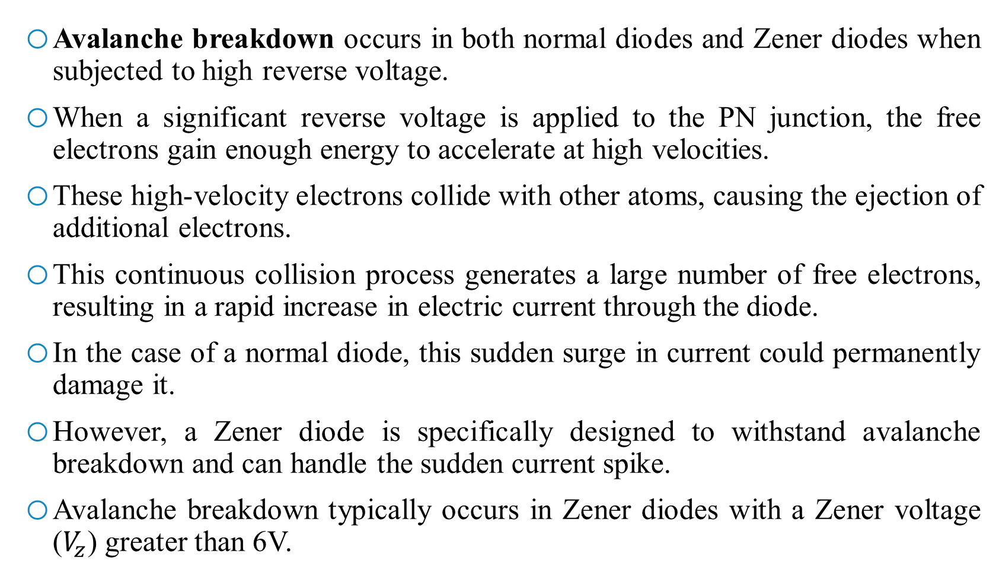 Avalanche breakdown occurs in both normal diodes and Zener diodes when
subjected to high reverse voltage.
When a significant reverse voltage is applied to the PN junction, the free
electrons gain enough energy to accelerate at high velocities.
These high-velocity electrons collide with other atoms, causing the ejection of
additional electrons.
This continuous collision process generates a large number of free electrons,
resulting in a rapid increase in electric current through the diode.
In the case of a normal diode, this sudden surge in current could permanently
damage it.
However, a Zener diode is specifically designed to withstand avalanche
breakdown and can handle the sudden current spike.
Avalanche breakdown typically occurs in Zener diodes with a Zener voltage
(V_Z) greater than 6V.